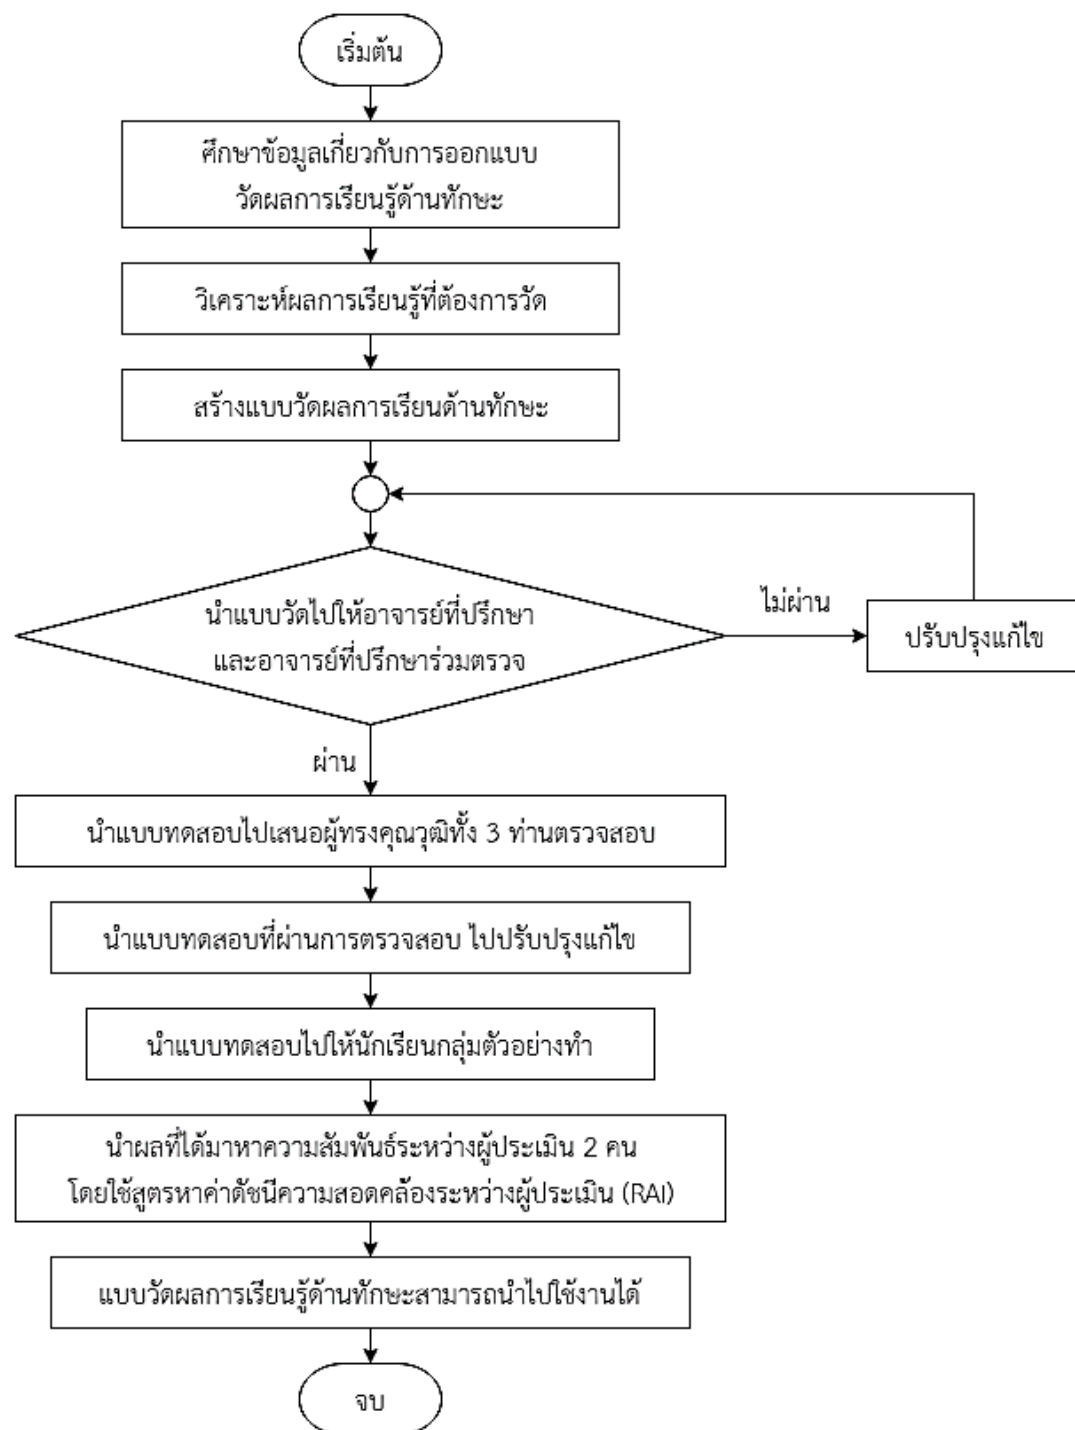 เริ่มต้น
ศึกษาข้อมูลเกี่ยวกับการออกแบบ
วัดผลการเรียนรู้ด้านทักษะ
วิเคราะห์ผลการเรียนรู้ที่ต้องการวัด
สร้างแบบวัดผลการเรียนด้านทักษะ
นำแบบวัดไปให้อาจารย์ที่ปรึกษา
และอาจารย์ที่ปรึกษาร่วมตรวจ
ไม่ผ่าน
ปรับปรุงแก้ไข
ผ่าน
นำแบบทดสอบไปเสนอผู้ทรงคุณวุฒิทั้ง 3 ท่านตรวจสอบ
นำแบบทดสอบที่ผ่านการตรวจสอบ ไปปรับปรุงแก้ไข
นำแบบทดสอบไปให้นักเรียนกลุ่มตัวอย่างทำ
นำผลที่ได้มาหาความสัมพันธ์ระหว่างผู้ประเมิน 2 คน
โดยใช้สูตรหาค่าดัชนีความสอดคล้องระหว่างผู้ประเมิน (RAI)
แบบวัดผลการเรียนรู้ด้านทักษะสามารถนำไปใช้งานได้
จบ